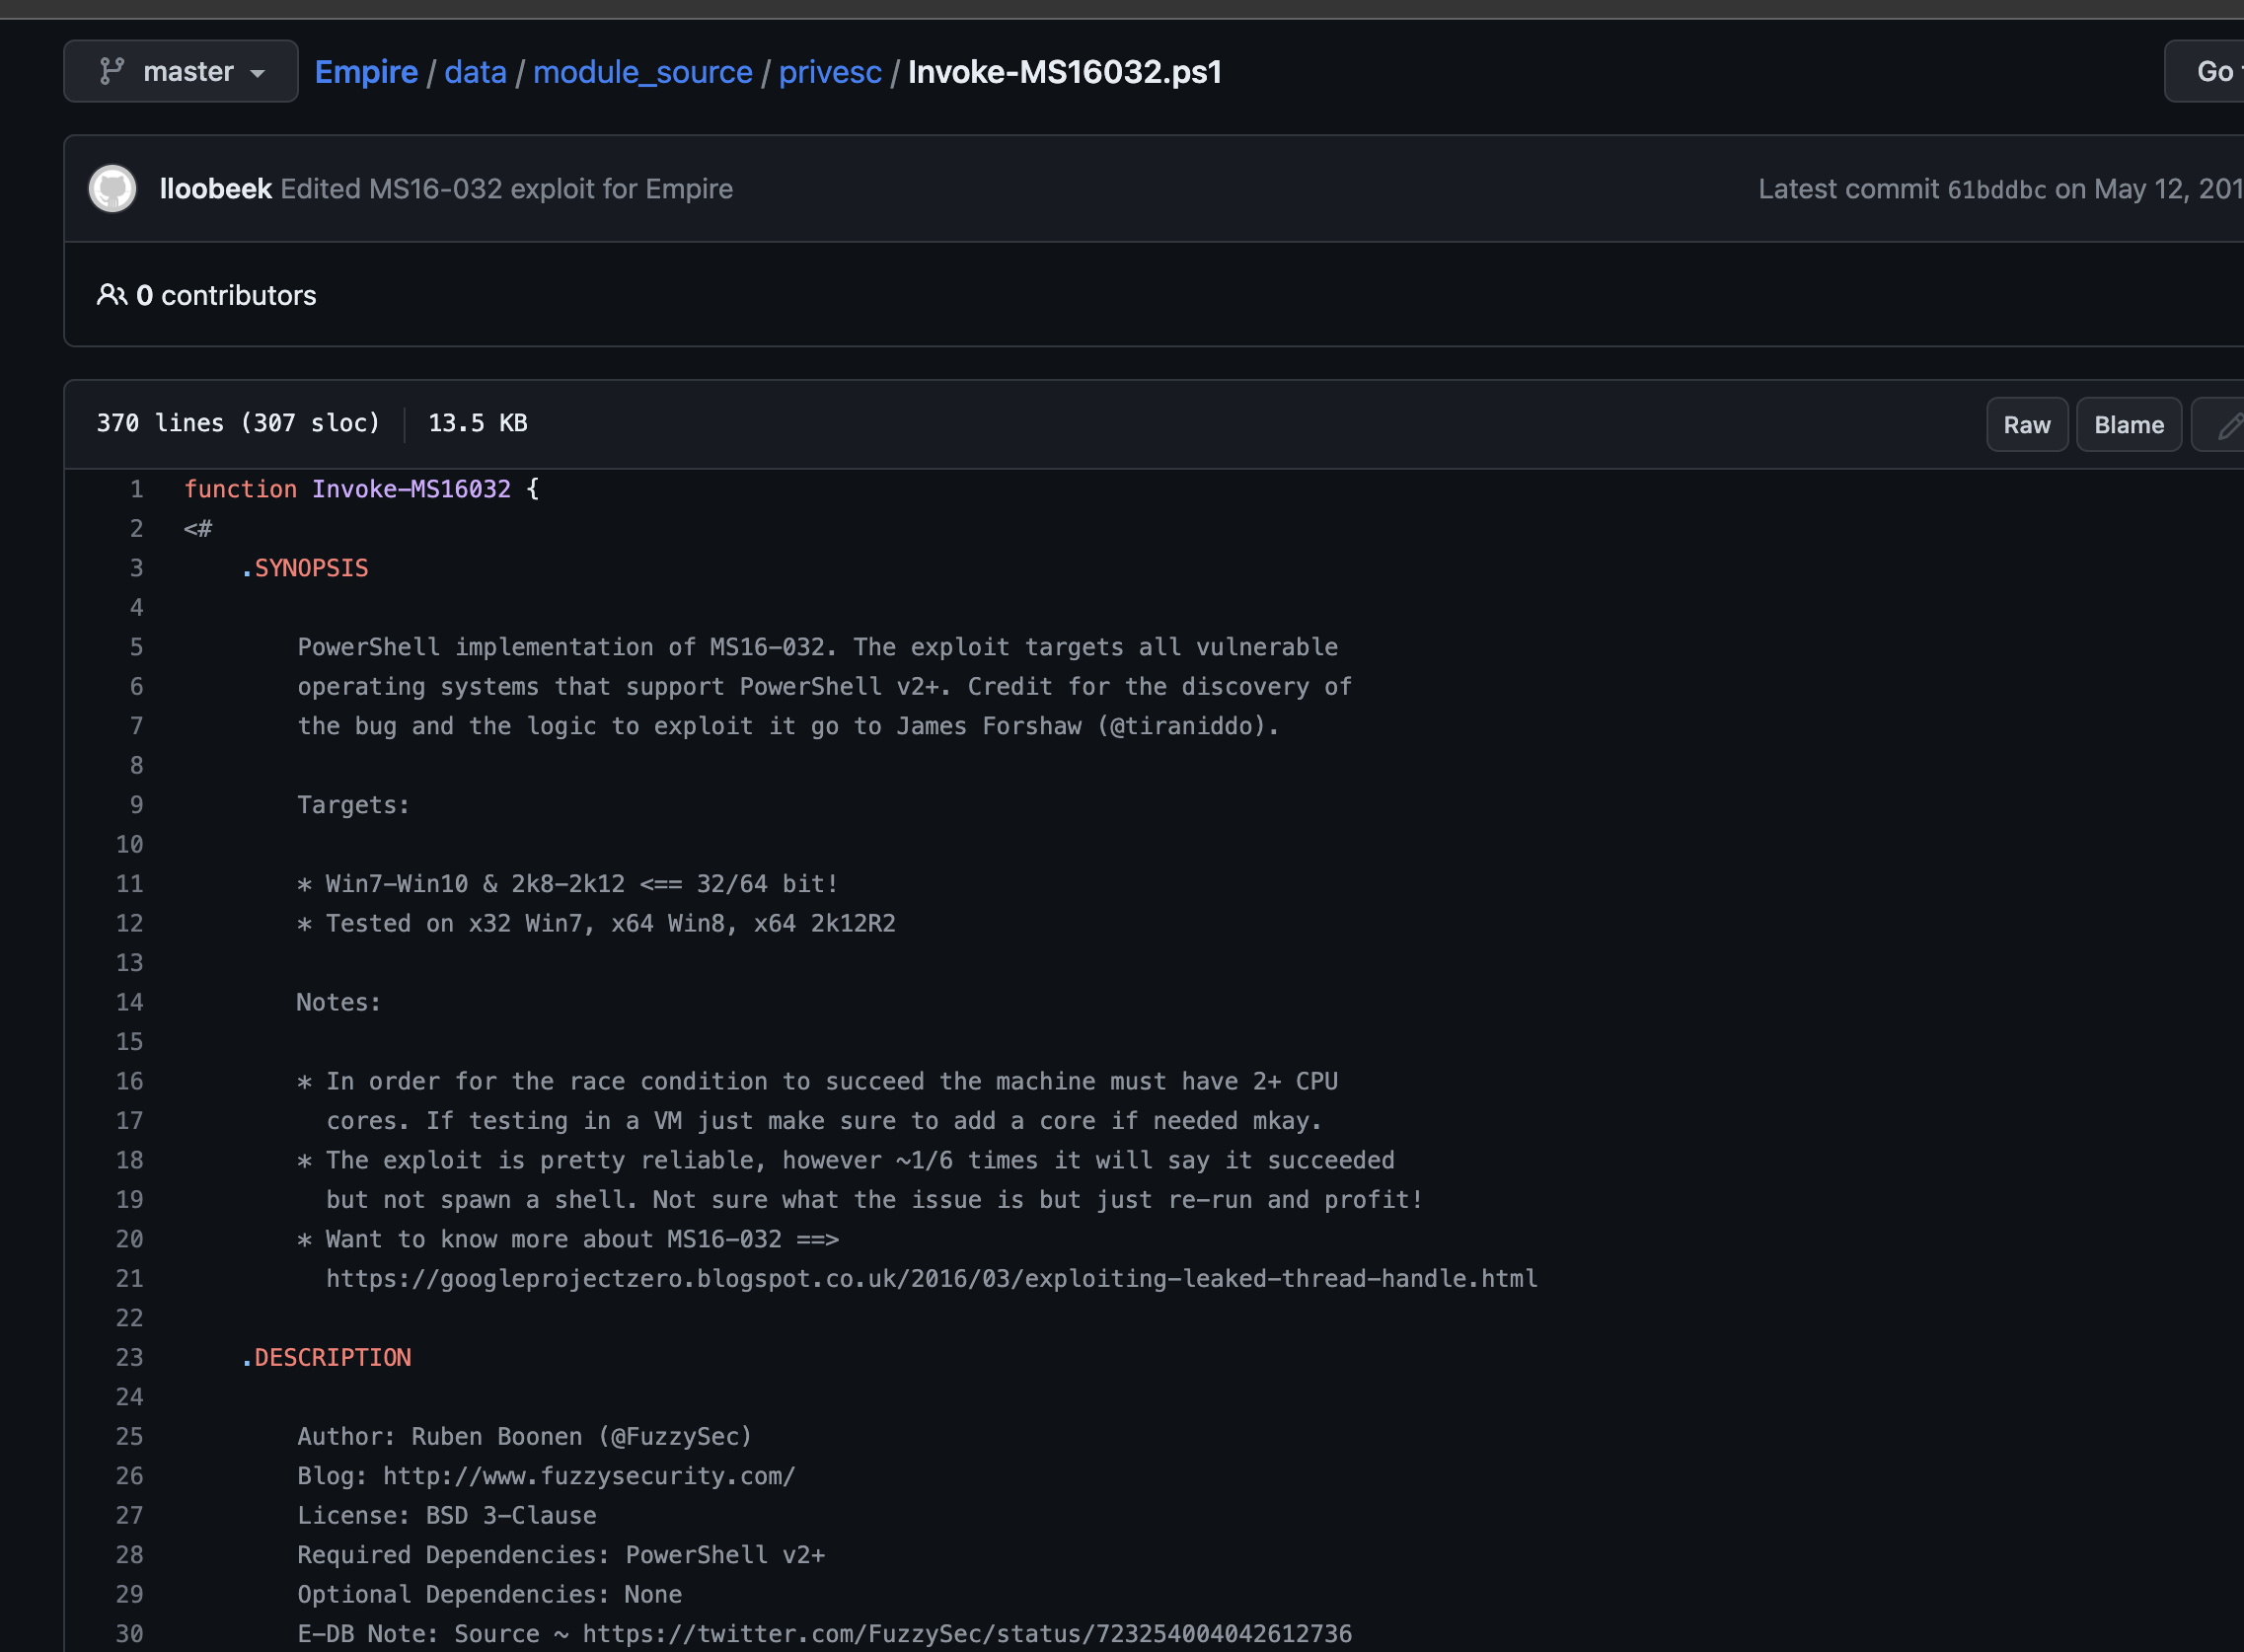 master
Empire / data / module_source / privesc / Invoke-MS16032.ps1
Go
lloobeek Edited MS16-032 exploit for Empire
Latest commit 61bddbc on May 12, 201
0 contributors
370 lines (307 sloc) 13.5 KB
Raw
Blame
1 function Invoke-MS16032 {
2 <#
3 .SYNOPSIS
4
5 PowerShell implementation of MS16-032. The exploit targets all vulnerable
6 operating systems that support PowerShell v2+. Credit for the discovery of
7 the bug and the logic to exploit it go to James Forshaw (@tiraniddo).
8
9 Targets:
10
11 * Win7-Win10 & 2k8-2k12 <== 32/64 bit!
12 * Tested on x32 Win7, x64 Win8, x64 2k12R2
13
14 Notes:
15
16 * In order for the race condition to succeed the machine must have 2+ CPU
17 cores. If testing in a VM just make sure to add a core if needed mkay.
18 * The exploit is pretty reliable, however ~1/6 times it will say it succeeded
19 but not spawn a shell. Not sure what the issue is but just re-run and profit!
20 * Want to know more about MS16-032 ==>
21 https://googleprojectzero.blogspot.co.uk/2016/03/exploiting-leaked-thread-handle.html
22
23 .DESCRIPTION
24
25 Author: Ruben Boonen (@FuzzySec)
26 Blog: http://www.fuzzysecurity.com/
27 License: BSD 3-Clause
28 Required Dependencies: PowerShell v2+
29 Optional Dependencies: None
30 E-DB Note: Source ~ https://twitter.com/FuzzySec/status/723254004042612736